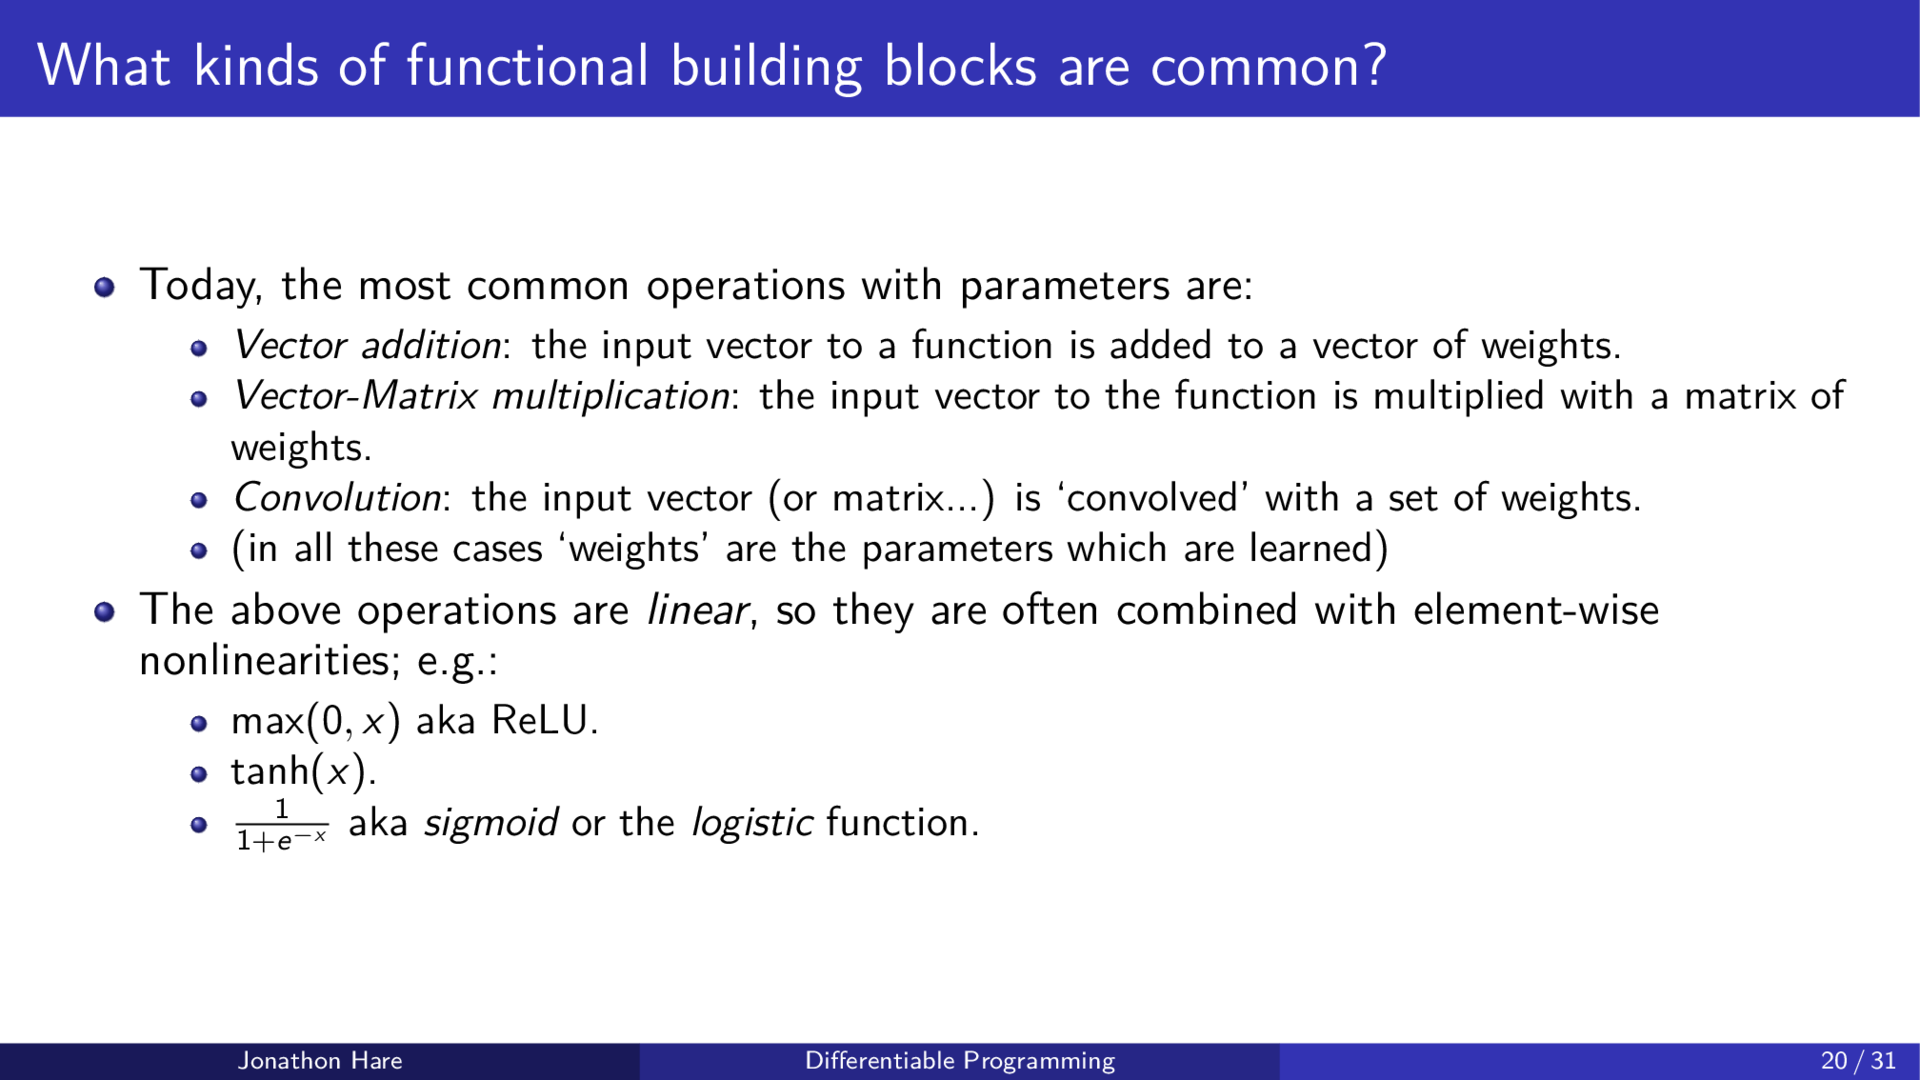 What kinds of functional building blocks are common?
Today, the most common operations with parameters are:
Vector addition: the input vector to a function is added to a vector of weights.
Vector-Matrix multiplication: the input vector to the function is multiplied with a matrix of
weights.
Convolution: the input vector (or matrix...) is ‘convolved’ with a set of weights.
(in all these cases ‘weights’ are the parameters which are learned)
The above operations are linear, so they are often combined with element-wise
nonlinearities; e.g.:
max(0, x) aka ReLU.
tanh(x).
\frac{1}{1+e^{-x}} aka sigmoid or the logistic function.
Jonathon Hare
Differentiable Programming
20 / 31